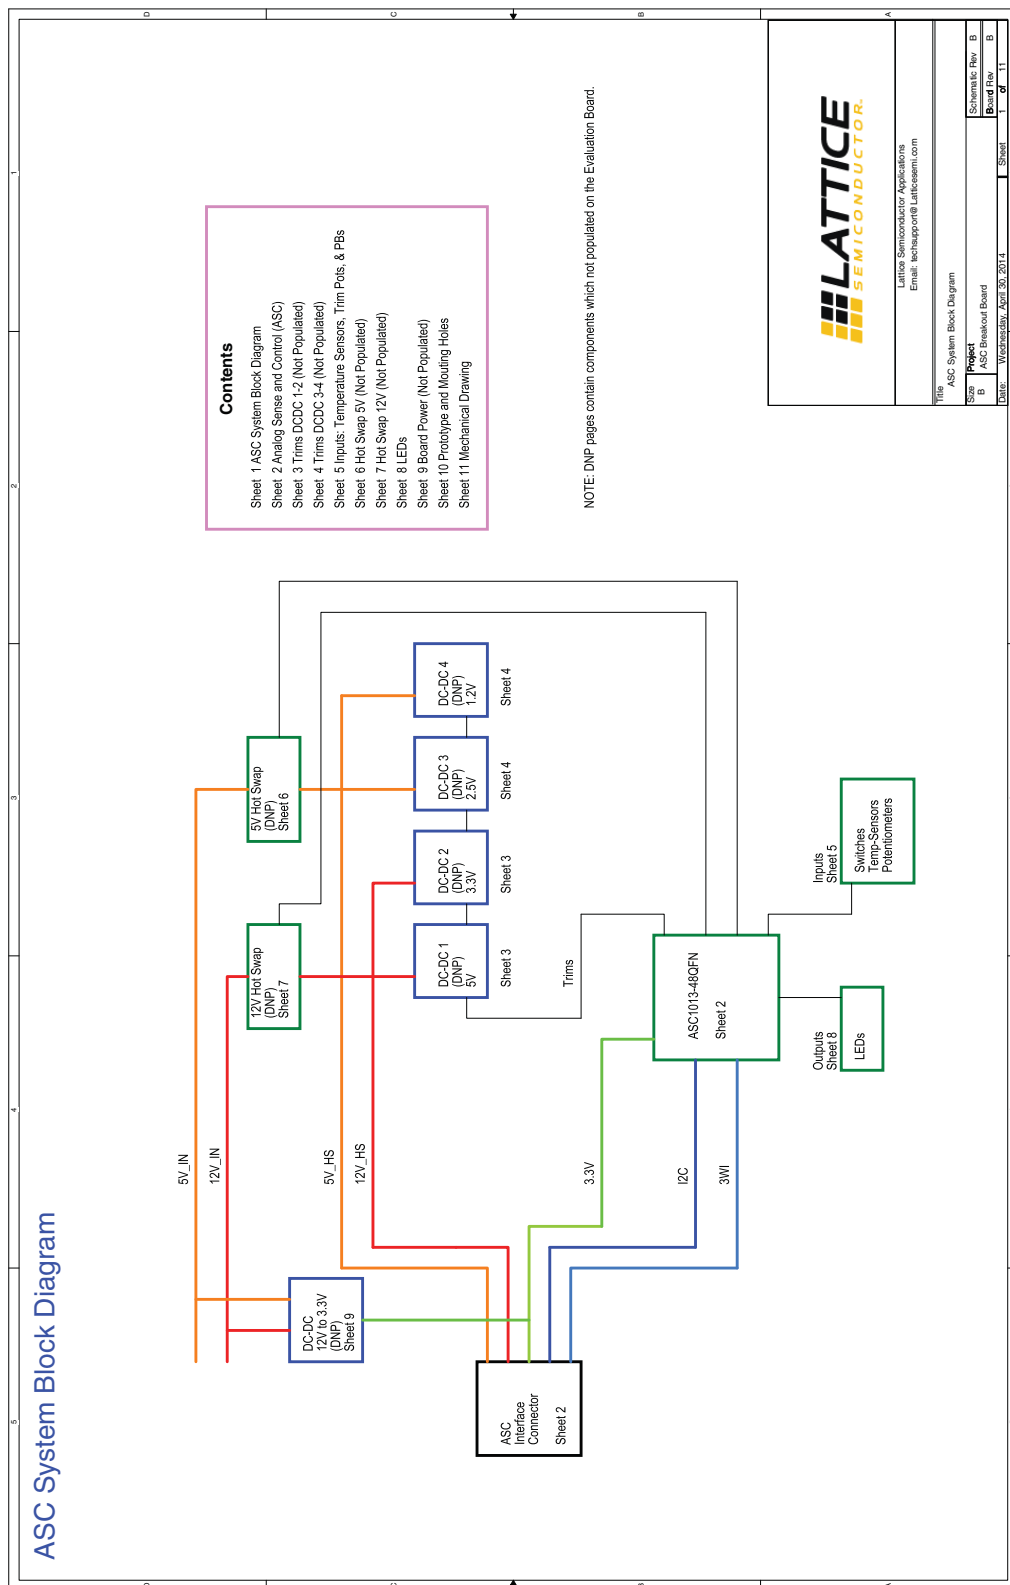 ASC System Block Diagram
5
4
3
2
1
D
C
B
A
5V_IN
12V_IN
5V_HS
12V_HS
3.3V
I2C
3WI
DC-DC
12V to 3.3V
(DNP)
Sheet 9
ASC
Interface
Connector
Sheet 2
12V Hot Swap
(DNP)
Sheet 7
5V Hot Swap
(DNP)
Sheet 6
DC-DC 1
(DNP)
5V
Sheet 3
DC-DC 2
(DNP)
3.3V
Sheet 3
DC-DC 3
(DNP)
2.5V
Sheet 4
DC-DC 4
(DNP)
1.2V
Sheet 4
Trims
ASC1013-48QFN
Sheet 2
Outputs
Sheet 8
LEDs
Inputs
Sheet 5
Switches
Temp-Sensors
Potentiometers
Contents
Sheet 1 ASC System Block Diagram
Sheet 2 Analog Sense and Control (ASC)
Sheet 3 Trims DCDC 1-2 (Not Populated)
Sheet 4 Trims DCDC 3-4 (Not Populated)
Sheet 5 Inputs: Temperature Sensors, Trim Pots, & PBs
Sheet 6 Hot Swap 5V (Not Populated)
Sheet 7 Hot Swap 12V (Not Populated)
Sheet 8 LEDs
Sheet 9 Board Power (Not Populated)
Sheet 10 Prototype and Mouting Holes
Sheet 11 Mechanical Drawing
NOTE: DNP pages contain components which not populated on the Evaluation Board.
LATTICE
SEMICONDUCTOR.
Lattice Semiconductor Applications
Email: techsupport@Latticesemi.com
Title
ASC System Block Diagram
Size
B
Project
ASC Breakout Board
Schematic Rev B
Board Rev B
Date: Wednesday, April 30, 2014
Sheet 1 of 11
D
C
B
A